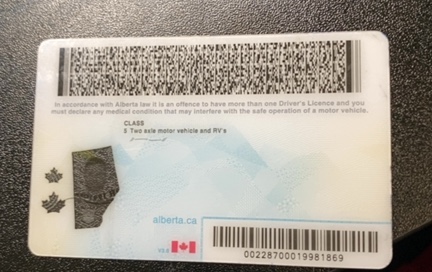 In accordance with Alberta law it is an offence to have more than one Driver's Licence and you
must declare any medical condition that may interfere with the safe operation of a motor vehicle.
CLASS
5 Two axle motor vehicle and RV's
alberta.ca
00228700019981869